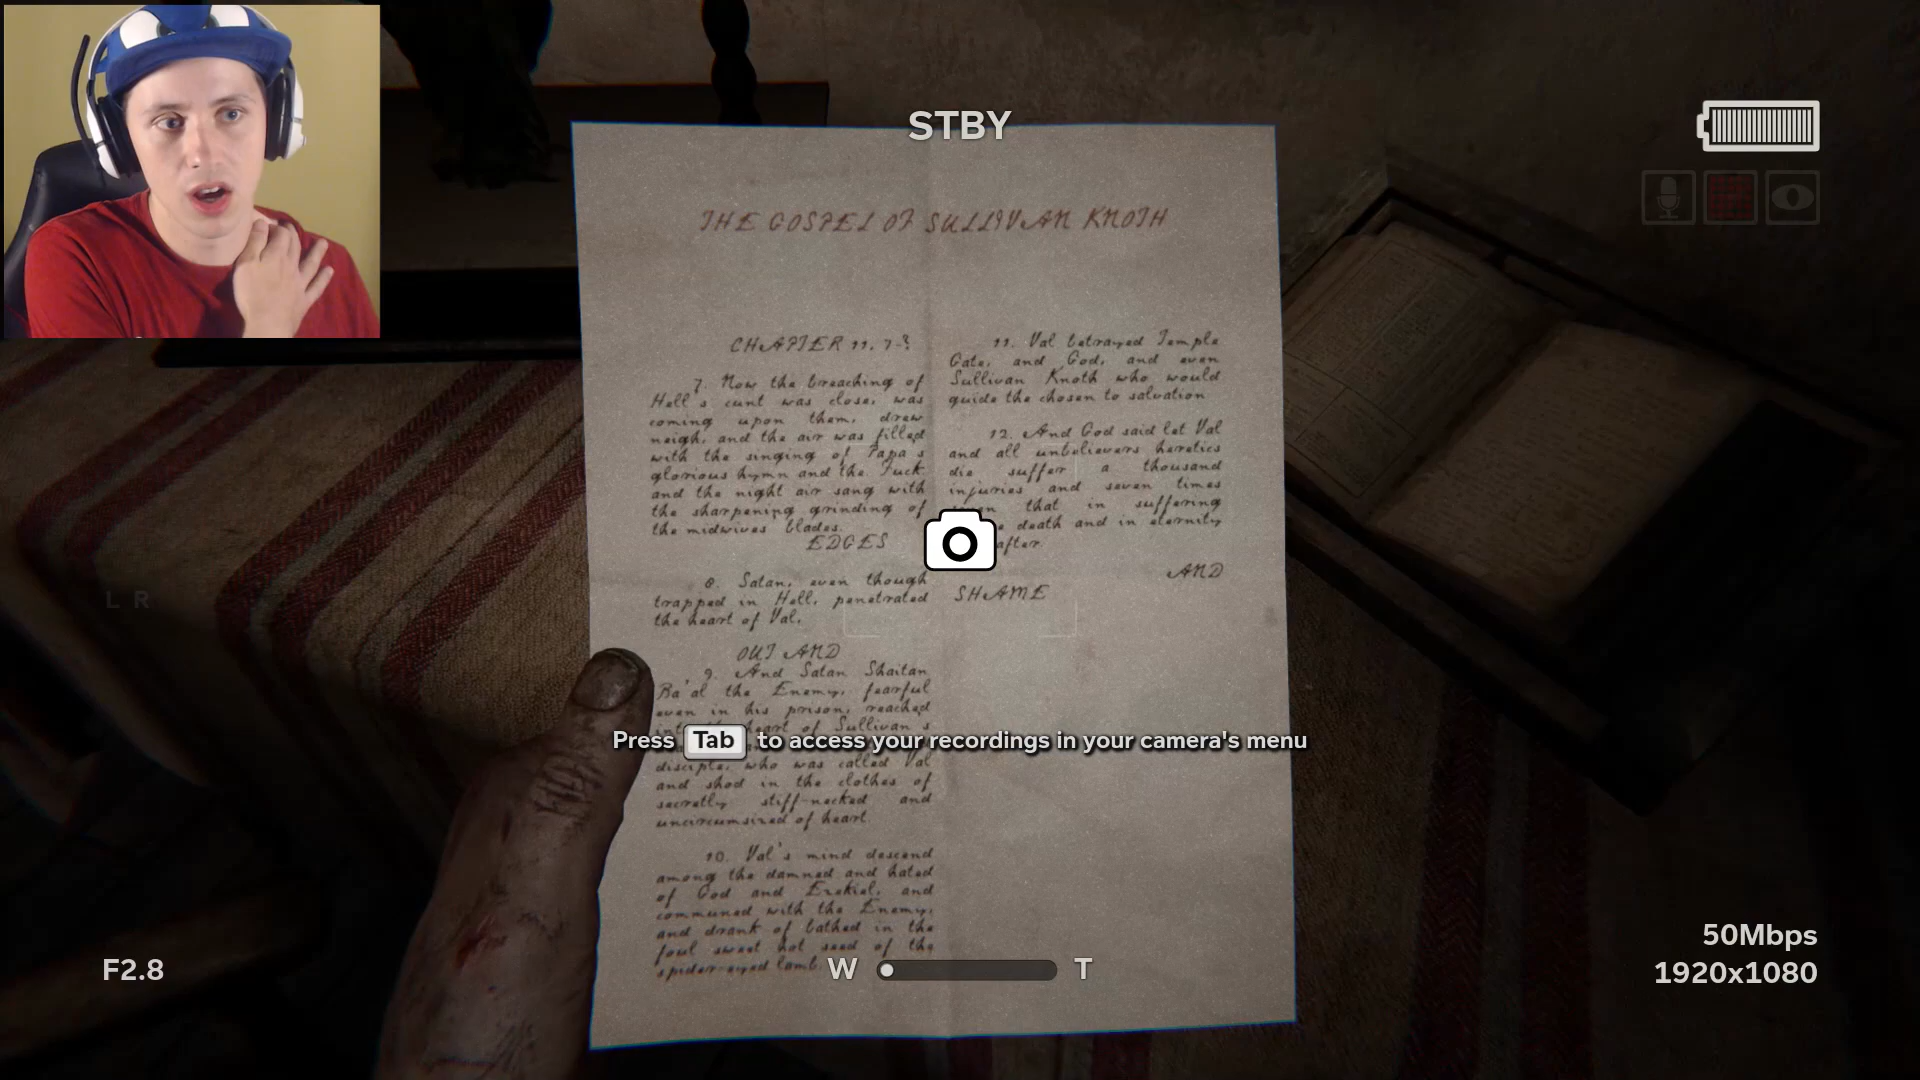 STBY
THE GOSPEL OF SULLIVAN KNOTH
CHAPTER 11. 7-?
7. Now the breaching of
Hell's cunt was close, was
coming upon them, drew
neigh, and the air was filled
with the singing of Papa's
glorious hymn and the Fuck
and the night air sang with
the sharpening grinding of
the midwives blades.
EDGES
8. Satan, even though
trapped in Hell, penetrated
the heart of Val.
OUT AND
9. And Satan Shaitan
Ba'al the Enemy, fearful
even in his prison, reached
heart of Sullivan's
disciple, who was called Val
and shod in the clothes of
secretly stiff-necked and
uncircumsized of heart.
10. Val's mind descend
among the damned and hated
of God and Ezekiel, and
communed with the Enemy,
and drank of bathed in the
foul sweet hot seed of the
spider-eyed lamb.
11. Val betrayed Temple
Gate, and God, and even
Sullivan Knoth who would
guide the chosen to salvation
12. And God said let Val
and all unbelievers heretics
die suffer a thousand
injuries and seven times
that in suffering
death and in eternity
after.
AND
SHAME
L R
Press Tab to access your recordings in your camera's menu
F2.8
W T
50Mbps
1920x1080